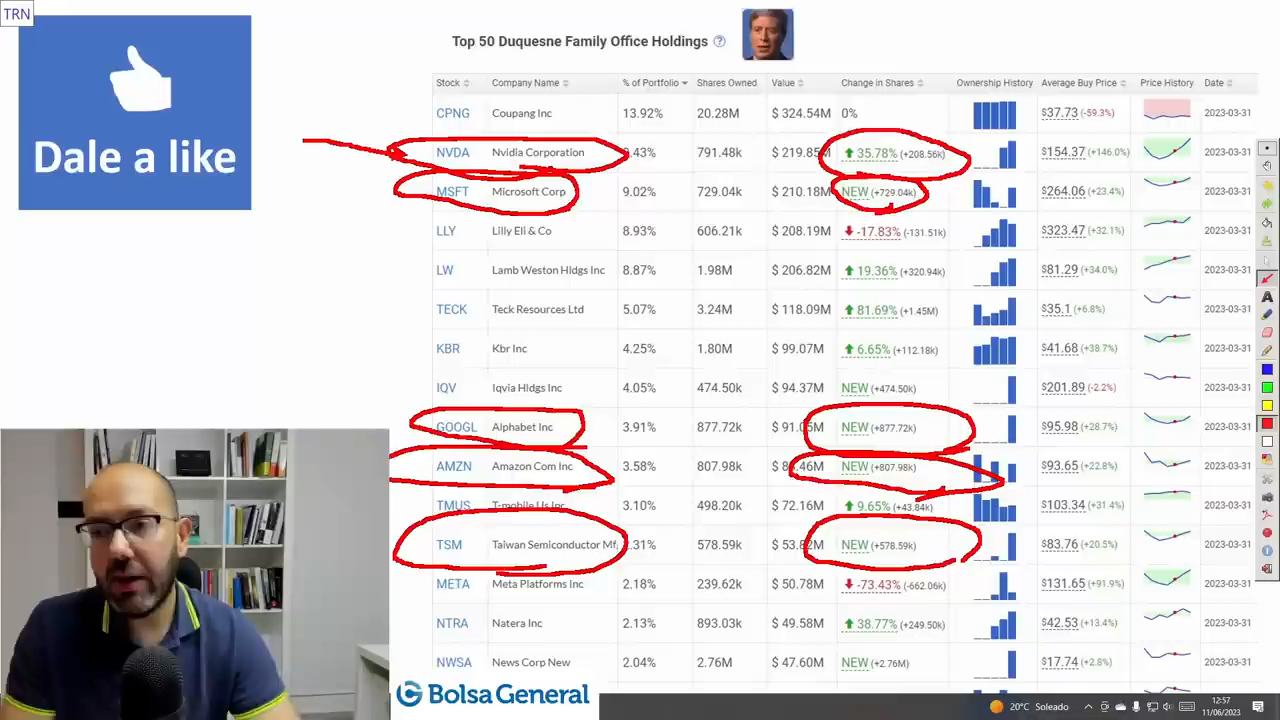 TRN
Dale a like
Top 50 Duquesne Family Office Holdings ?
Stock Company Name % of Portfolio Shares Owned Value Change in Shares Ownership History Average Buy Price Price History Date
CPNG Coupang Inc 13.92% 20.28M $ 324.54M 0% $37.73 (-59.3%) 2023-03-31
NVDA Nvidia Corporation 791.48k 35.78% (+208.56k) $154.37 2023-03-31
MSFT Microsoft Corp 9.02% 729.04k $ 210.18M NEW (+729.04k) $264.06 (+23.4%) 2023-03-31
LLY Lilly Eli & Co 8.93% 606.21k $ 208.19M -17.83% (-131.51k) $323.47 (+32.1%) 2023-03-31
LW Lamb Weston Hldgs Inc 8.87% 1.98M $ 206.82M 19.36% (+320.94k) $81.29 (+34.0%) 2023-03-31
TECK Teck Resources Ltd 5.07% 3.24M $ 118.09M 81.69% (+1.45M) $35.1 (+6.8%) 2023-03-31
KBR Kbr Inc 4.25% 1.80M $ 99.07M 6.65% (+112.18k) $41.68 (+38.7%) 2023-03-31
IQV Iqvia Hldgs Inc 4.05% 474.50k $ 94.37M NEW (+474.50k) $201.89 (-2.2%) 2023-03-31
GOOGL Alphabet Inc 3.91% 877.72k NEW (+877.72k) $95.98 (+28.7%) 2023-03-31
AMZN Amazon Com Inc 3.58% 807.98k NEW (+807.98k) $93.65 (+22.8%) 2023-03-31
TMUS T-mobile Us Inc 3.10% 498.20k $ 72.16M 9.65% (+43.84k) $103.34 (+31.4%) 2023-03-31
TSM Taiwan Semiconductor Mf 578.59k NEW (+578.59k) $83.76 (+20.5%) 2023-03-31
META Meta Platforms Inc 2.18% 239.62k $ 50.78M -73.43% (-662.06k) $131.65 (+91.9%) 2023-03-31
NTRA Natera Inc 2.13% 893.03k $ 49.58M 38.77% (+249.50k) $42.53 (+13.4%) 2023-03-31
NWSA News Corp New 2.04% 2.76M $ 47.60M NEW (+2.76M) $17.74 (+2.8%) 2023-03-31
Bolsa General
20°C Soleado
12:57
11/06/2023